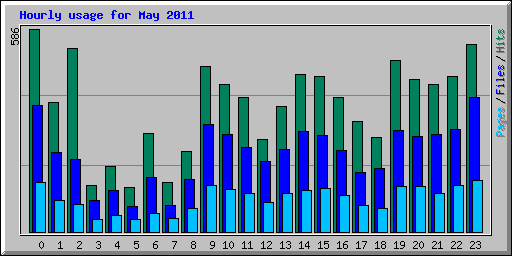 Hourly usage for May 2011
586
Pages/Files/Hits
0 1 2 3 4 5 6 7 8 9 10 11 12 13 14 15 16 17 18 19 20 21 22 23